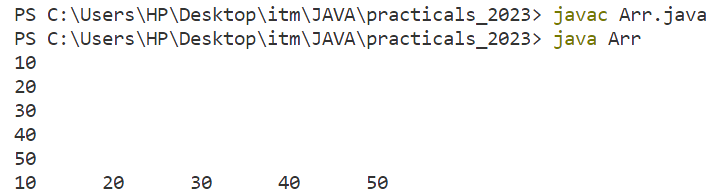 PS C:\Users\HP\Desktop\itm\JAVA\practicals_2023> javac Arr.java
PS C:\Users\HP\Desktop\itm\JAVA\practicals_2023> java Arr
10
20
30
40
50
10      20      30      40      50